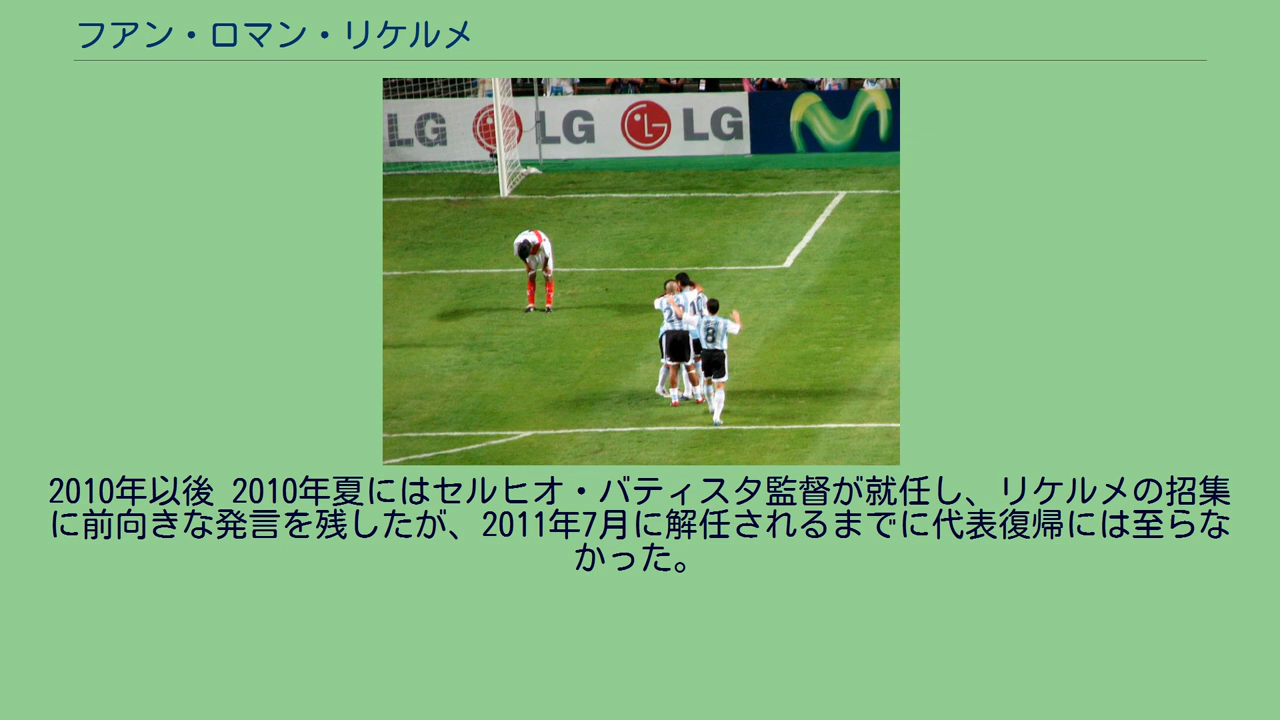 フアン・ロマン・リケルメ
LG LG LG
8
2010年以後 2010年夏にはセルヒオ・バティスタ監督が就任し、リケルメの招集
に前向きな発言を残したが、2011年7月に解任されるまでに代表復帰には至らな
かった。